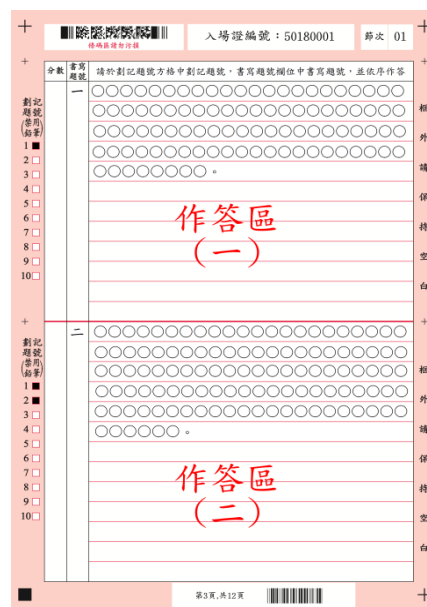 條碼區請勿汙損
入場證編號：50180001
節次 01
分數
書寫題號
請於劃記題號方格中劃記題號，書寫題號欄位中書寫題號，並依序作答
劃記題號
(禁用鉛筆)
1
2
3
4
5
6
7
8
9
10
一
作答區
(一)
框外請保持空白
劃記題號
(禁用鉛筆)
1
2
3
4
5
6
7
8
9
10
二
作答區
(二)
框外請保持空白
第3頁,共12頁